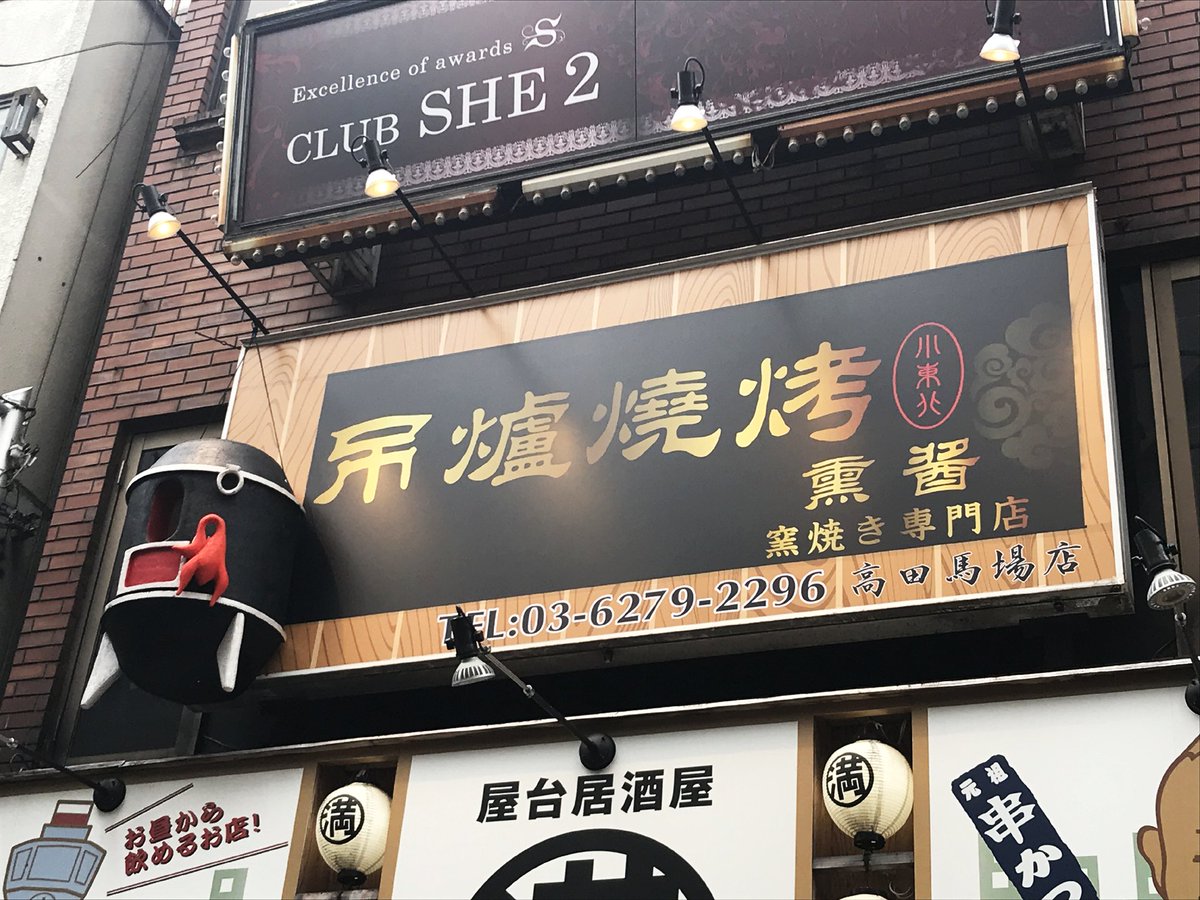 Excellence of awards S
CLUB SHE 2
吊爐燒烤
小東北
熏醬
窯焼き専門店
TEL:03-6279-2296 高田馬場店
お昼から
飲めるお店!
満
屋台居酒屋
満
元祖
串かつ